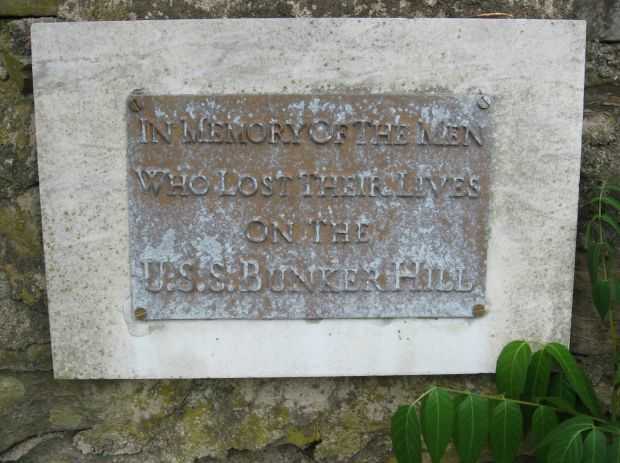 In Memory Of The Men
Who Lost Their Lives
on the
U.S.S. Bunker Hill